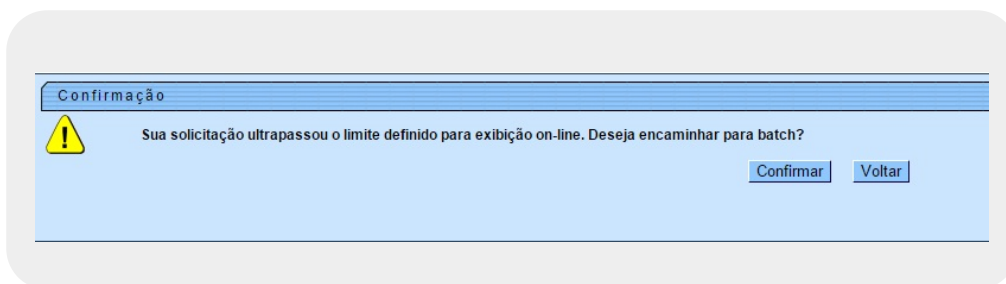 Confirmação
Sua solicitação ultrapassou o limite definido para exibição on-line. Deseja encaminhar para batch?
Confirmar Voltar